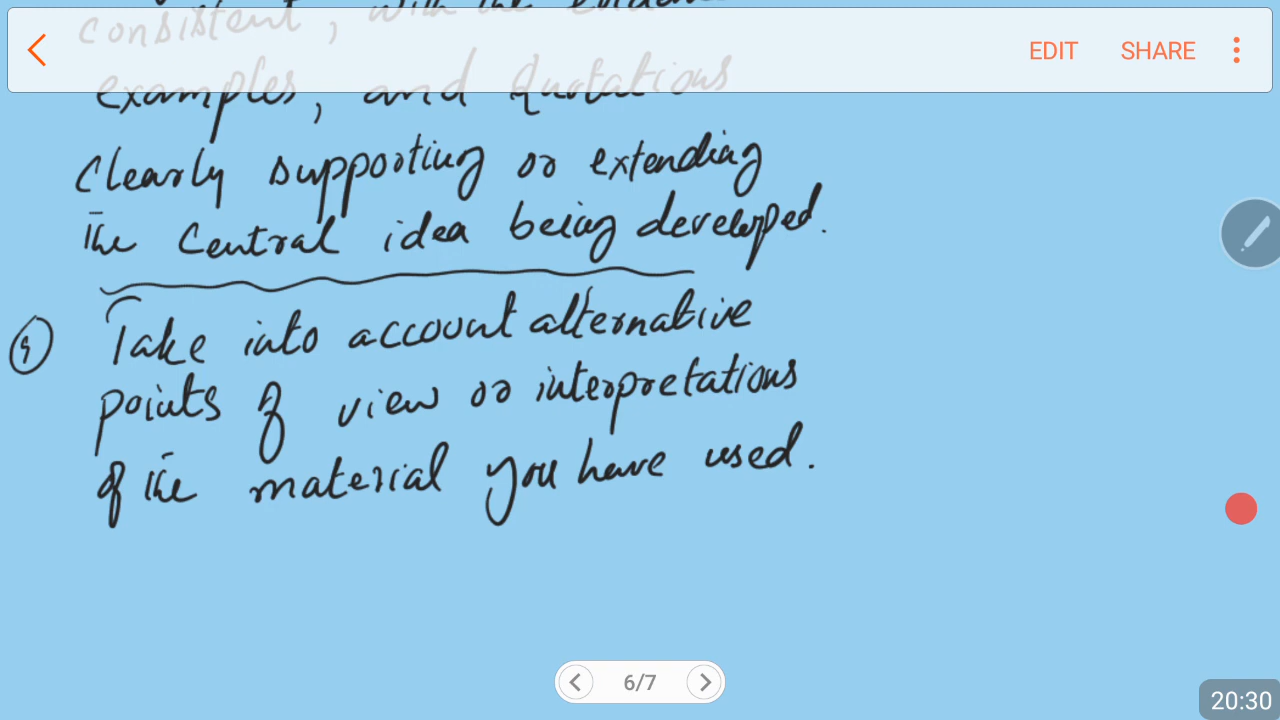 consistent, with the evidence
EDIT SHARE
examples, and Quotations
Clearly supporting or extending
the Central idea being developed.
Take into account alternative
points of view or interpretations
of the material you have used.
6/7
20:30